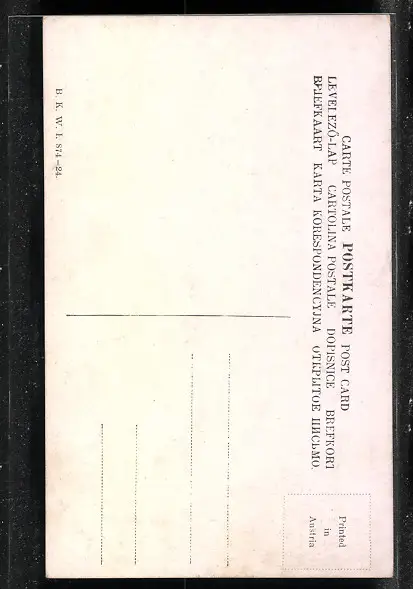 CARTE POSTALE POSTKARTE POST CARD
LEVELEZŐ-LAP CARTOLINA POSTALE DOPISNICE BREFKORT
BRIEFKAART KARTA KORESPONDENCYJNA ОТКРЫТОЕ ПИСЬМО.
Printed
in
Austria
B. K. W. I. 874-24.